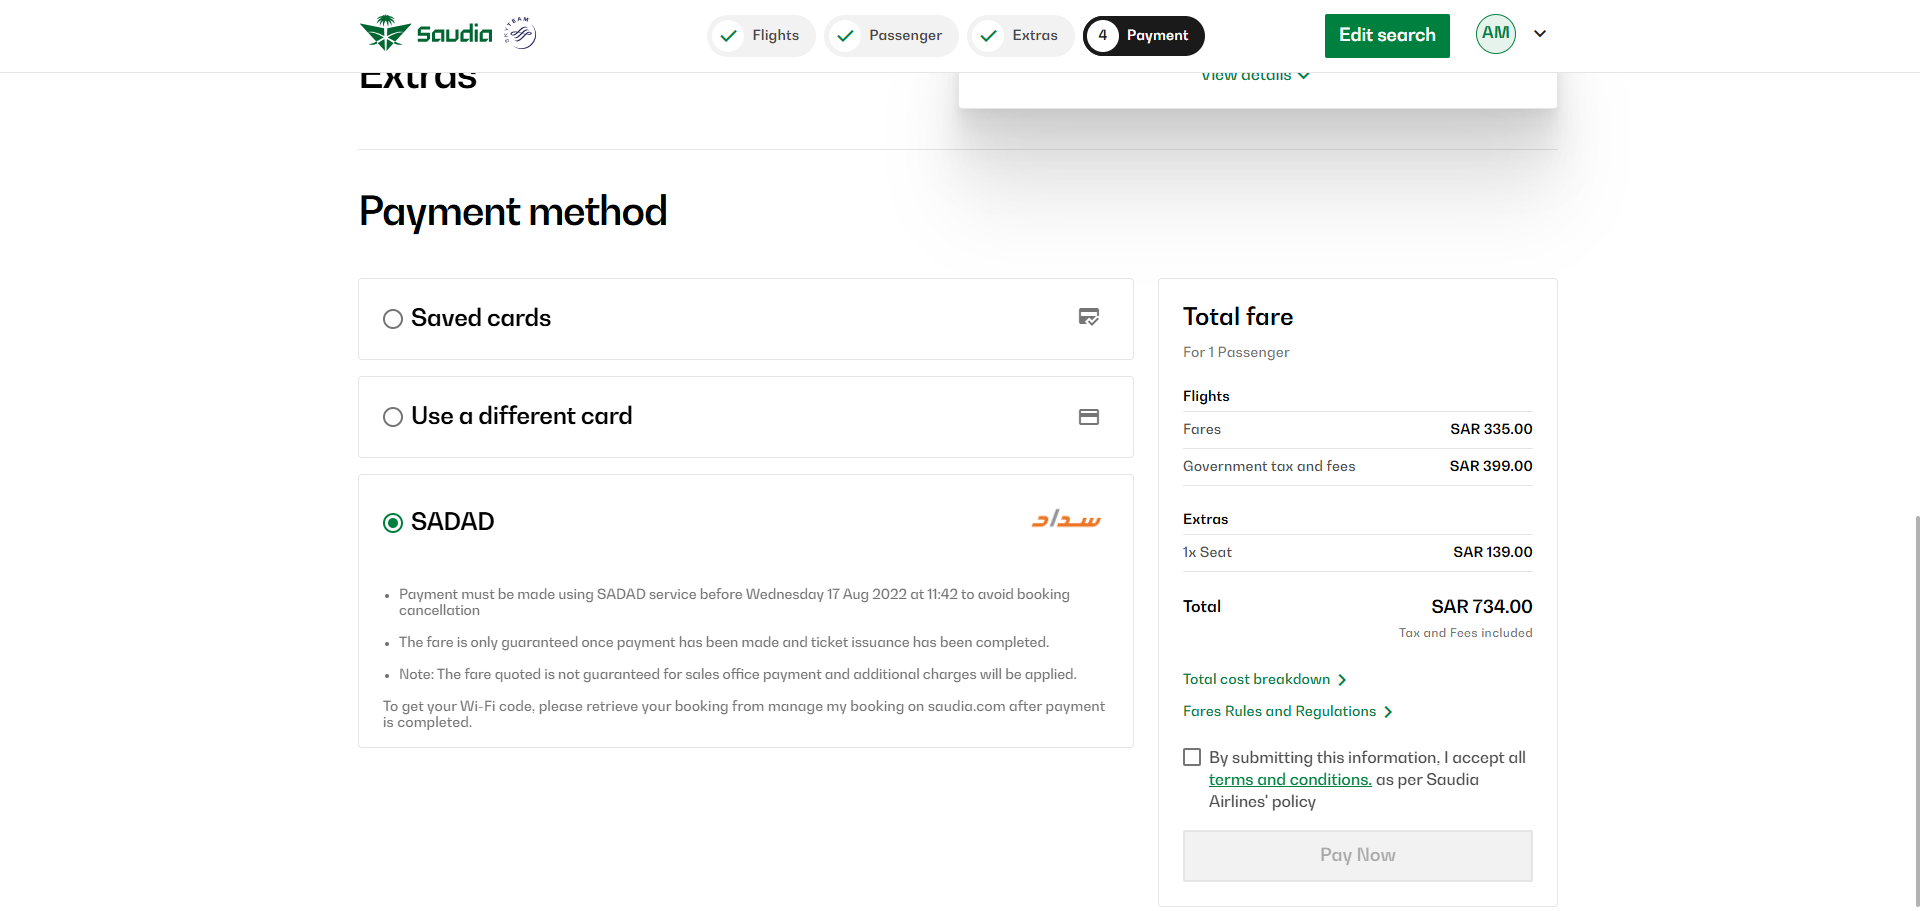 Saudia
SKYTEAM
Flights
Passenger
Extras
4 Payment
Edit search
AM
Extras
View details
Payment method
Saved cards
Use a different card
SADAD
سداد
Payment must be made using SADAD service before Wednesday 17 Aug 2022 at 11:42 to avoid booking
cancellation
The fare is only guaranteed once payment has been made and ticket issuance has been completed.
Note: The fare quoted is not guaranteed for sales office payment and additional charges will be applied.
To get your Wi-Fi code, please retrieve your booking from manage my booking on saudia.com after payment
is completed.
Total fare
For 1 Passenger
Flights
Fares SAR 335.00
Government tax and fees SAR 399.00
Extras
1x Seat SAR 139.00
Total SAR 734.00
Tax and Fees included
Total cost breakdown
Fares Rules and Regulations
By submitting this information, I accept all
terms and conditions. as per Saudia
Airlines' policy
Pay Now